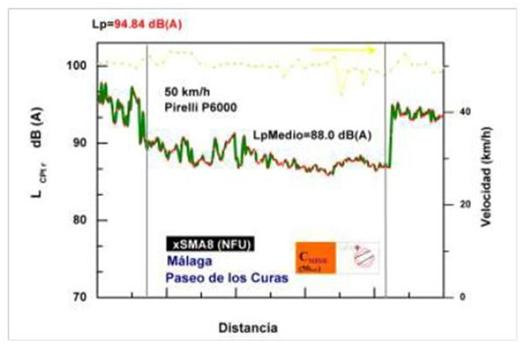 Lp=94.84 dB(A)
100
90
80
70
L CPtr dB (A)
50 km/h
Pirelli P6000
LpMedio=88.0 dB(A)
xSMA8 (NFU)
Málaga
Paseo de los Curas
40
20
0
Velocidad (km/h)
Distancia